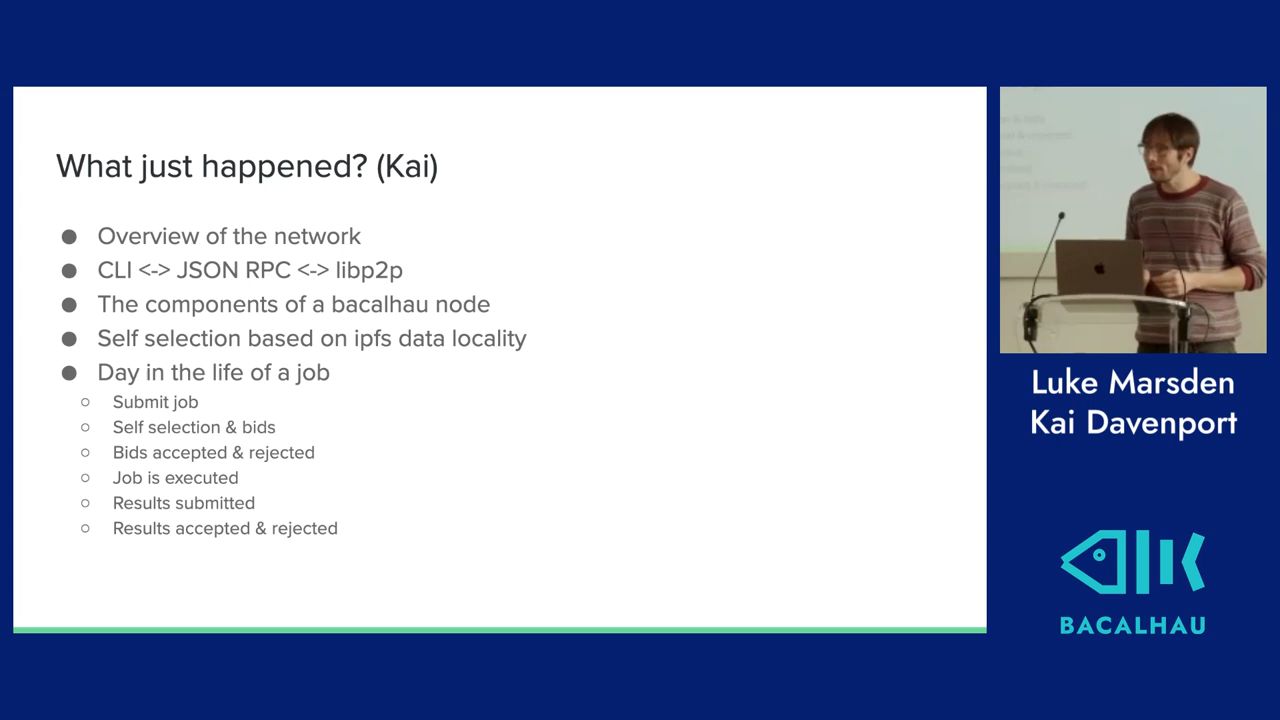 What just happened? (Kai)
● Overview of the network
● CLI <-> JSON RPC <-> libp2p
● The components of a bacalhau node
● Self selection based on ipfs data locality
● Day in the life of a job
○ Submit job
○ Self selection & bids
○ Bids accepted & rejected
○ Job is executed
○ Results submitted
○ Results accepted & rejected
Luke Marsden
Kai Davenport
BACALHAU